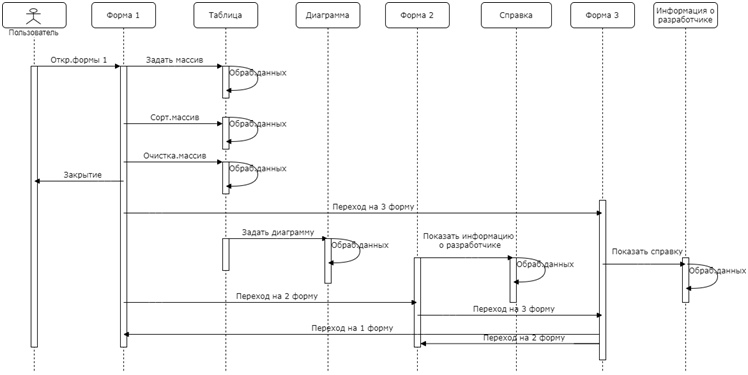 Пользователь
Форма 1
Таблица
Диаграмма
Форма 2
Справка
Форма 3
Информация о
разработчике
Откр.формы 1
Задать массив
Обраб.данных
Сорт.массив
Обраб.данных
Очистка.массив
Обраб.данных
Закрытие
Переход на 3 форму
Задать диаграмму
Обраб.данных
Показать информацию
о разработчике
Обраб.данных
Показать справку
Обраб.данных
Переход на 2 форму
Переход на 3 форму
Переход на 1 форму
Переход на 2 форму